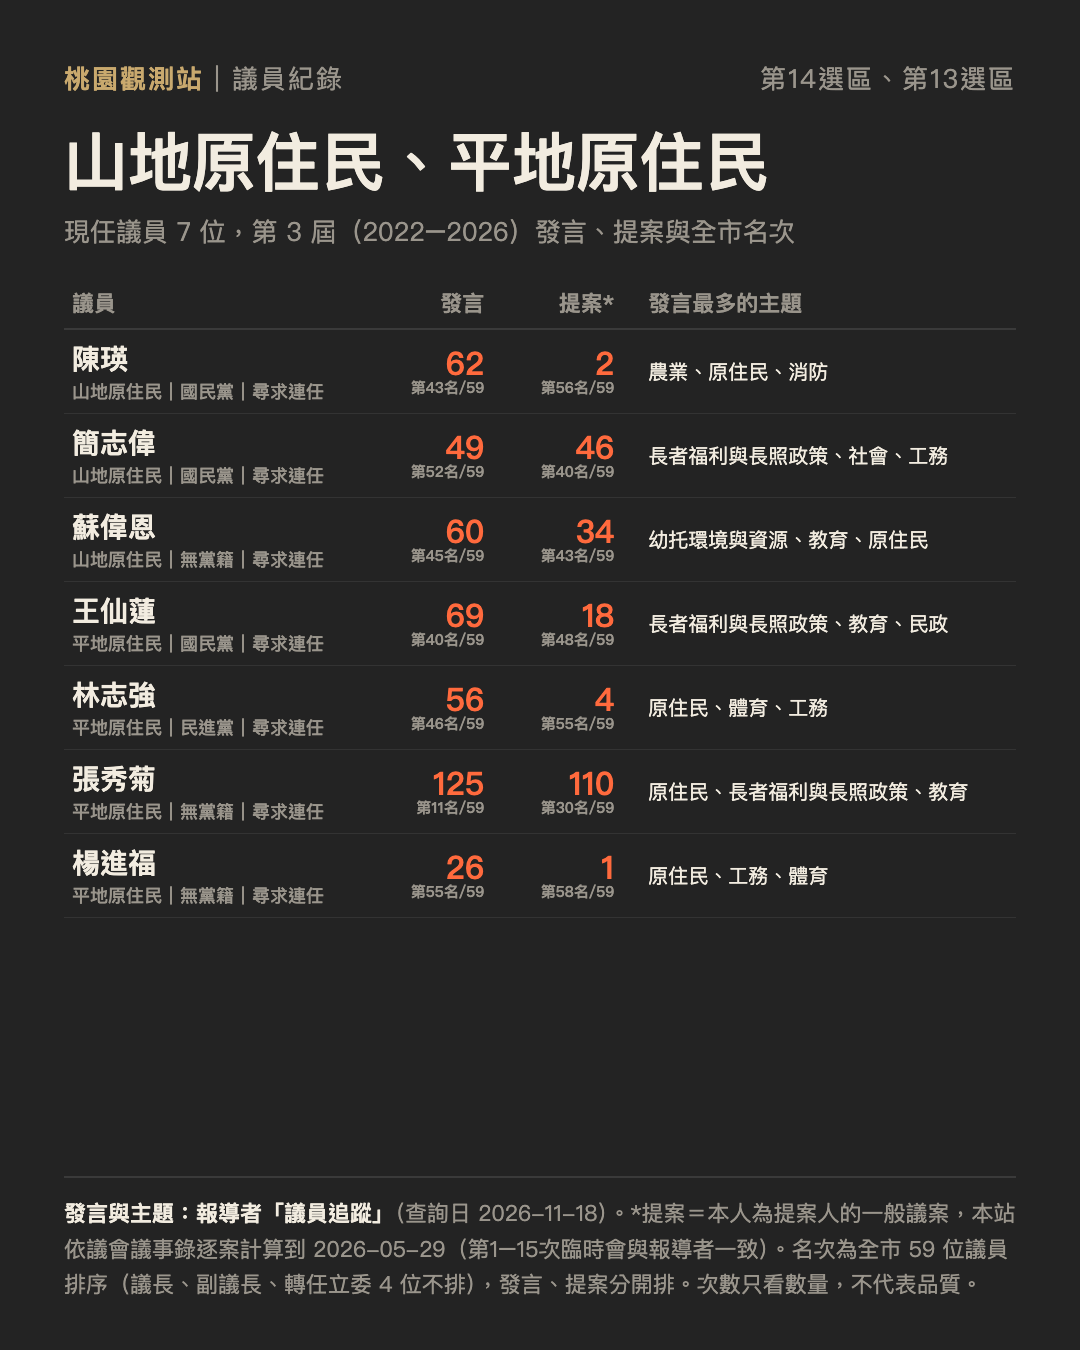 桃園觀測站｜議員紀錄
第14選區、第13選區
山地原住民、平地原住民
現任議員 7 位，第 3 屆（2022—2026）發言、提案與全市名次
議員 發言 提案* 發言最多的主題
陳瑛 62 2 農業、原住民、消防
山地原住民｜國民黨｜尋求連任 第43名/59 第56名/59
簡志偉 49 46 長者福利與長照政策、社會、工務
山地原住民｜國民黨｜尋求連任 第52名/59 第40名/59
蘇偉恩 60 34 幼托環境與資源、教育、原住民
山地原住民｜無黨籍｜尋求連任 第45名/59 第43名/59
王仙蓮 69 18 長者福利與長照政策、教育、民政
平地原住民｜國民黨｜尋求連任 第40名/59 第48名/59
林志強 56 4 原住民、體育、工務
平地原住民｜民進黨｜尋求連任 第46名/59 第55名/59
張秀菊 125 110 原住民、長者福利與長照政策、教育
平地原住民｜無黨籍｜尋求連任 第11名/59 第30名/59
楊進福 26 1 原住民、工務、體育
平地原住民｜無黨籍｜尋求連任 第55名/59 第58名/59
發言與主題：報導者「議員追蹤」（查詢日 2026–11–18）。*提案＝本人為提案人的一般議案，本站
依議會議事錄逐案計算到 2026–05–29（第1—15次臨時會與報導者一致）。名次為全市 59 位議員
排序（議長、副議長、轉任立委 4 位不排），發言、提案分開排。次數只看數量，不代表品質。